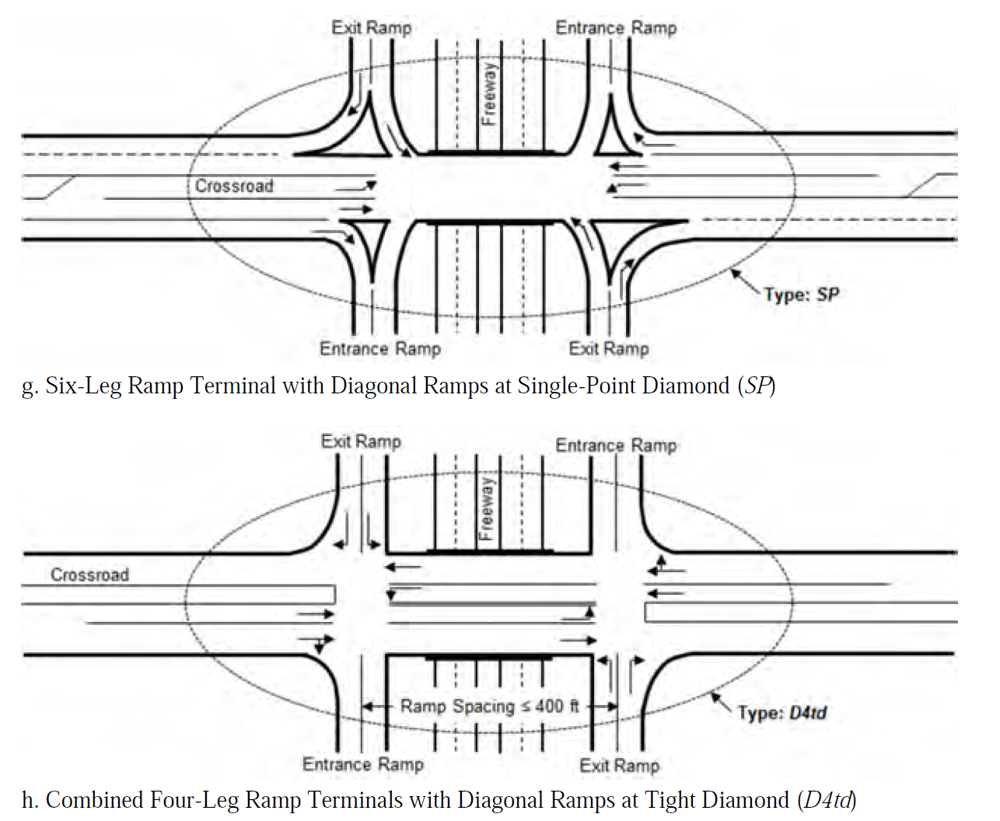 Exit Ramp
Entrance Ramp
Freeway
Crossroad
Type: SP
Entrance Ramp
Exit Ramp
g. Six-Leg Ramp Terminal with Diagonal Ramps at Single-Point Diamond (SP)
Exit Ramp
Entrance Ramp
Freeway
Crossroad
Ramp Spacing ≤ 400 ft
Type: D4td
Entrance Ramp
Exit Ramp
h. Combined Four-Leg Ramp Terminals with Diagonal Ramps at Tight Diamond (D4td)